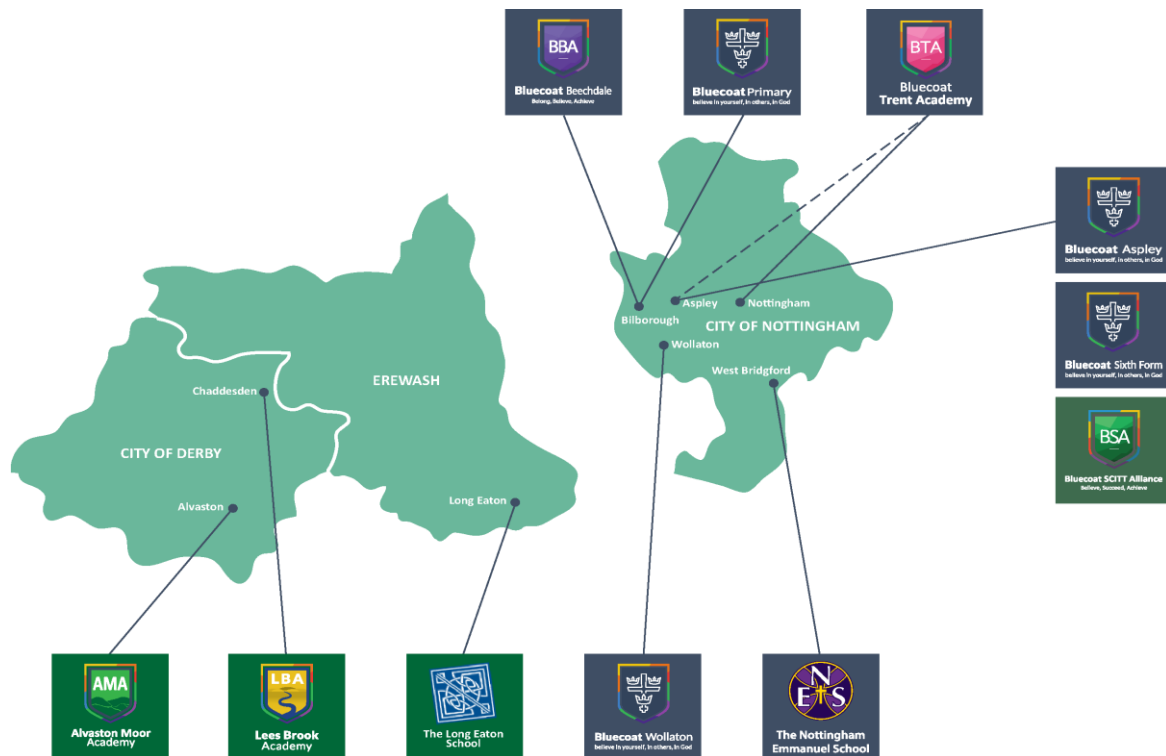 BBA
Bluecoat Beechdale
Belong, Believe, Achieve
Bluecoat Primary
believe in yourself, in others, in God
BTA
Bluecoat
Trent Academy
Bluecoat Aspley
believe in yourself, in others, in God
Aspley
Nottingham
Bilborough
CITY OF NOTTINGHAM
Wollaton
Bluecoat Sixth Form
believe in yourself, in others, in God
West Bridgford
EREWASH
Chaddesden
CITY OF DERBY
BSA
Bluecoat SCITT Alliance
Believe, Succeed, Achieve
Long Eaton
Alvaston
AMA
Alvaston Moor
Academy
LBA
Lees Brook
Academy
The Long Eaton
School
Bluecoat Wollaton
believe in yourself, in others, in God
N
E S
The Nottingham
Emmanuel School